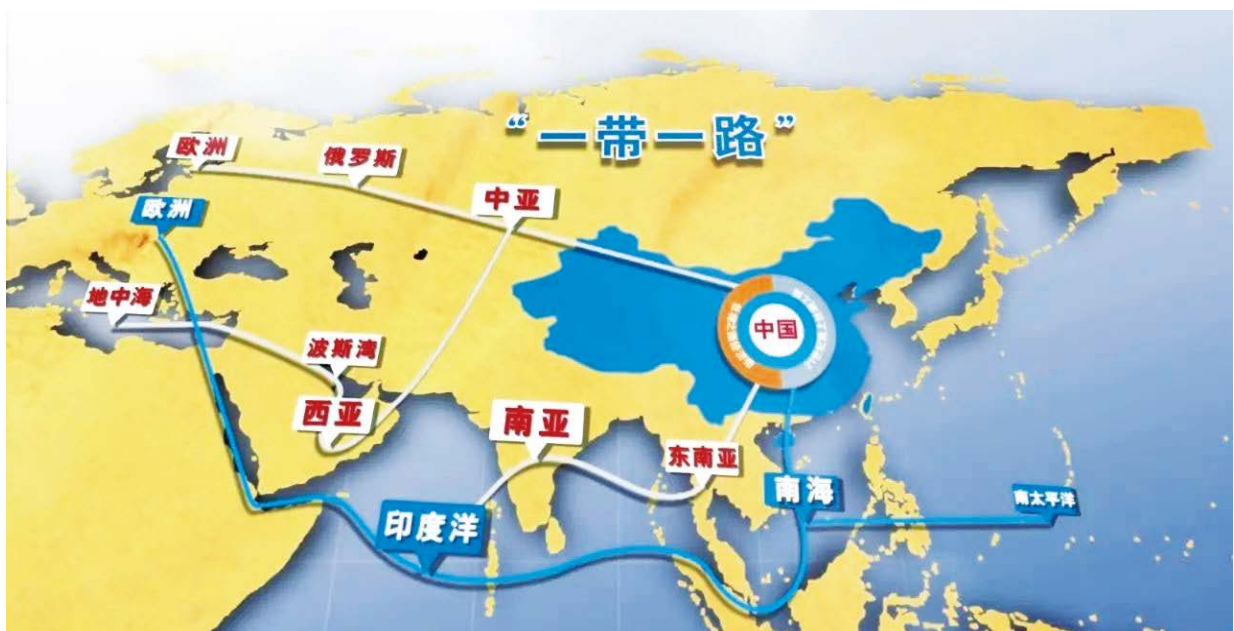 “一带一路”
欧洲
俄罗斯
中亚
欧洲
地中海
波斯湾
中国
西亚
南亚
东南亚
南海
南太平洋
印度洋